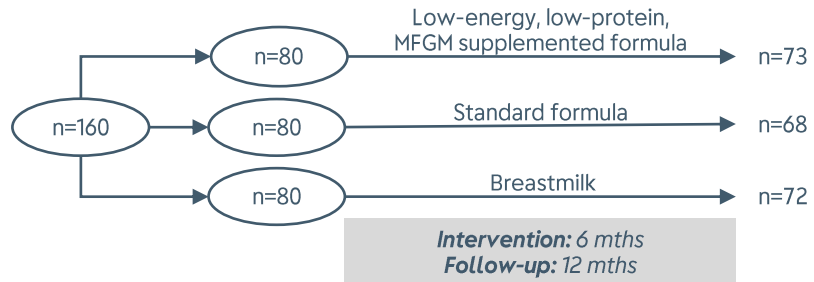 Low-energy, low-protein,
MFGM supplemented formula
n=80
n=73
n=160
n=80
Standard formula
n=68
n=80
Breastmilk
n=72
Intervention: 6 mths
Follow-up: 12 mths